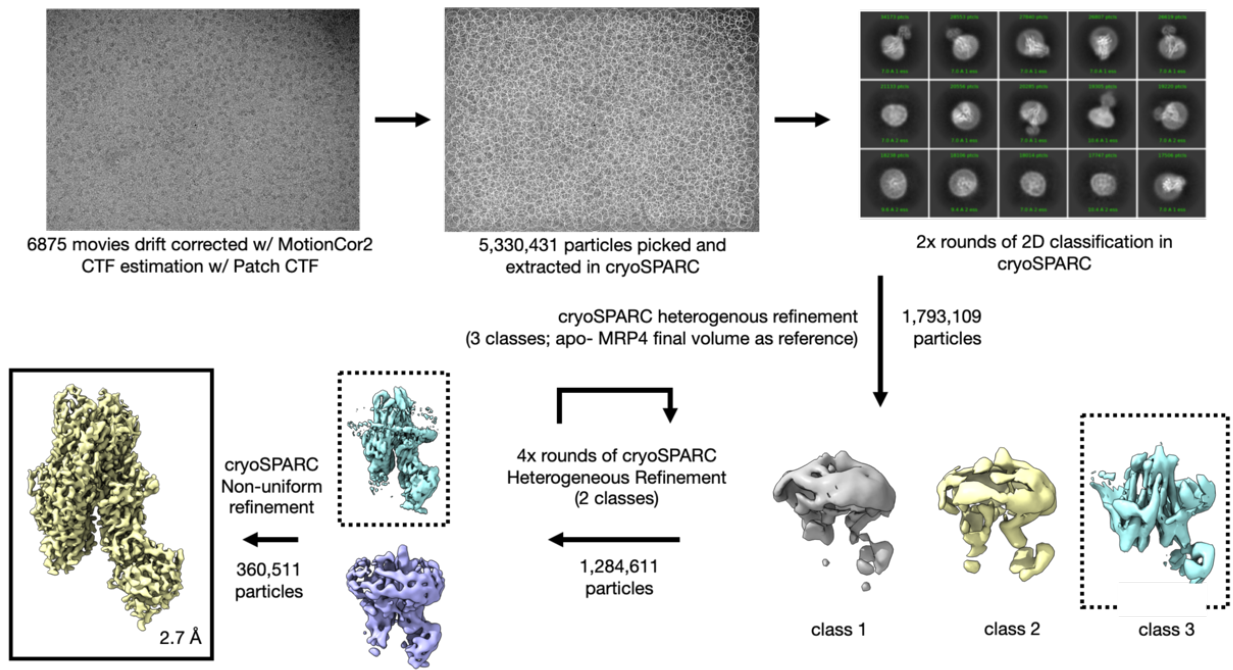 6875 movies drift corrected w/ MotionCor2
CTF estimation w/ Patch CTF
5,330,431 particles picked and
extracted in cryoSPARC
2x rounds of 2D classification in
cryoSPARC
cryoSPARC heterogenous refinement
(3 classes; apo- MRP4 final volume as reference)
1,793,109
particles
4x rounds of cryoSPARC
Heterogeneous Refinement
(2 classes)
1,284,611
particles
cryoSPARC
Non-uniform
refinement
360,511
particles
2.7 Å
class 1
class 2
class 3